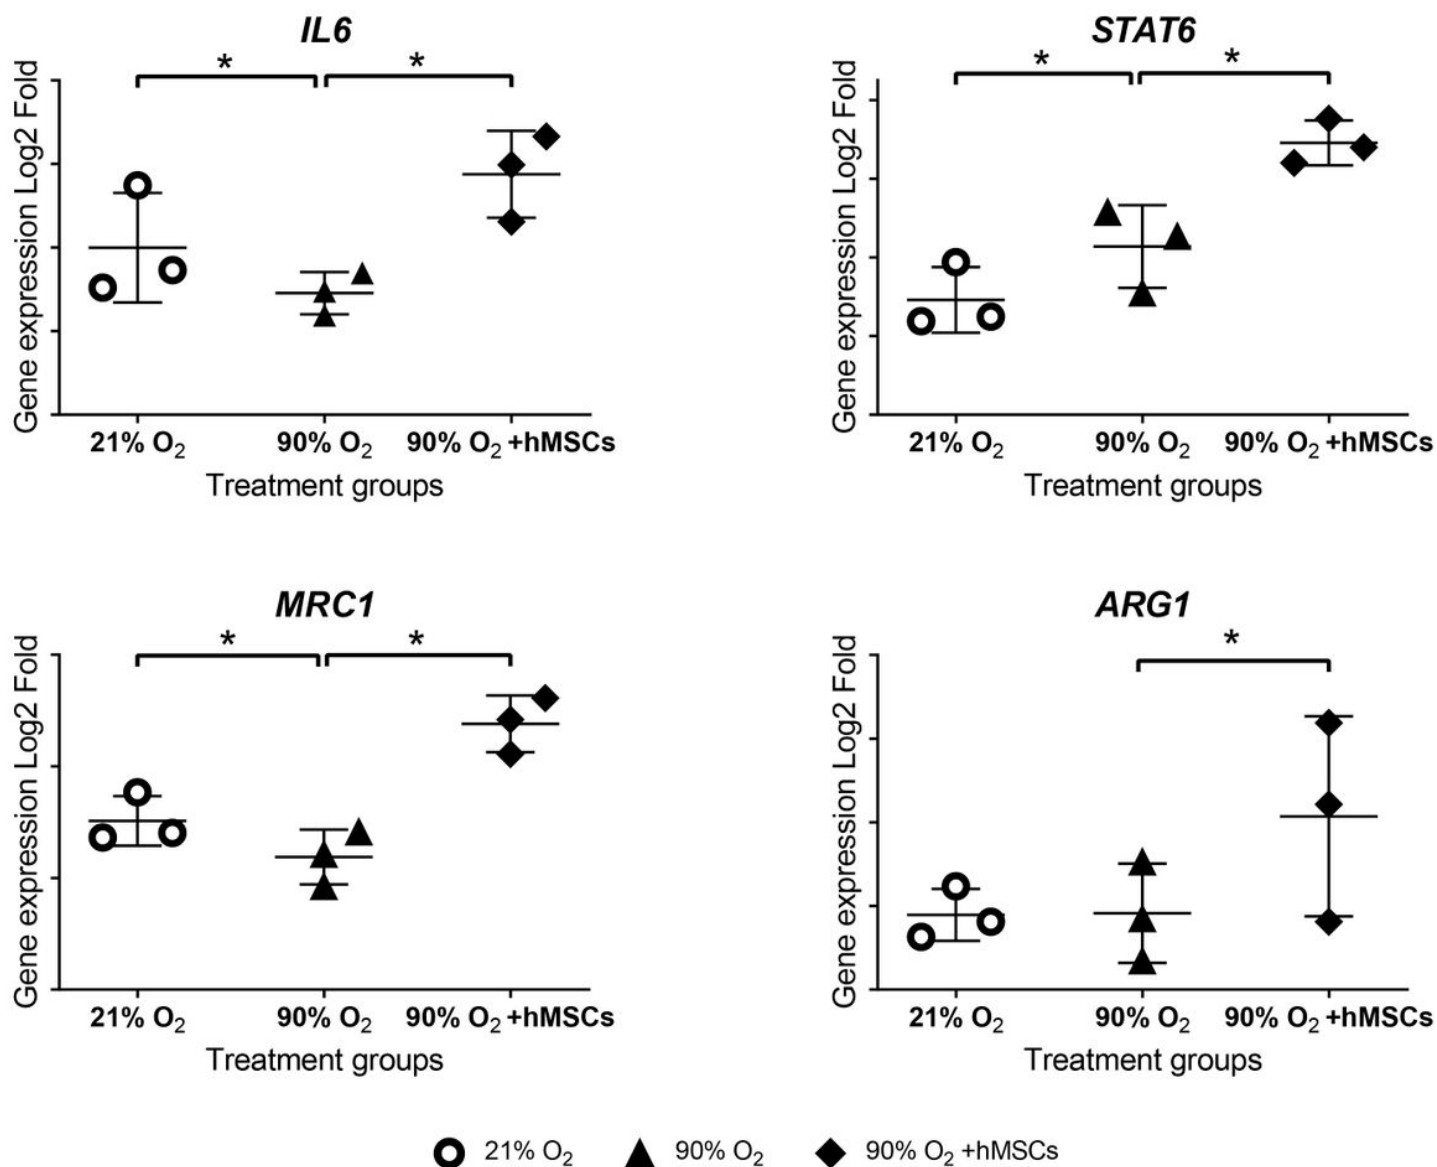 IL6
* *
Gene expression Log2 Fold
21% O₂ 90% O₂ 90% O₂ +hMSCs
Treatment groups
STAT6
* *
Gene expression Log2 Fold
21% O₂ 90% O₂ 90% O₂ +hMSCs
Treatment groups
MRC1
* *
Gene expression Log2 Fold
21% O₂ 90% O₂ 90% O₂ +hMSCs
Treatment groups
ARG1
*
Gene expression Log2 Fold
21% O₂ 90% O₂ 90% O₂ +hMSCs
Treatment groups
21% O₂ 90% O₂ 90% O₂ +hMSCs